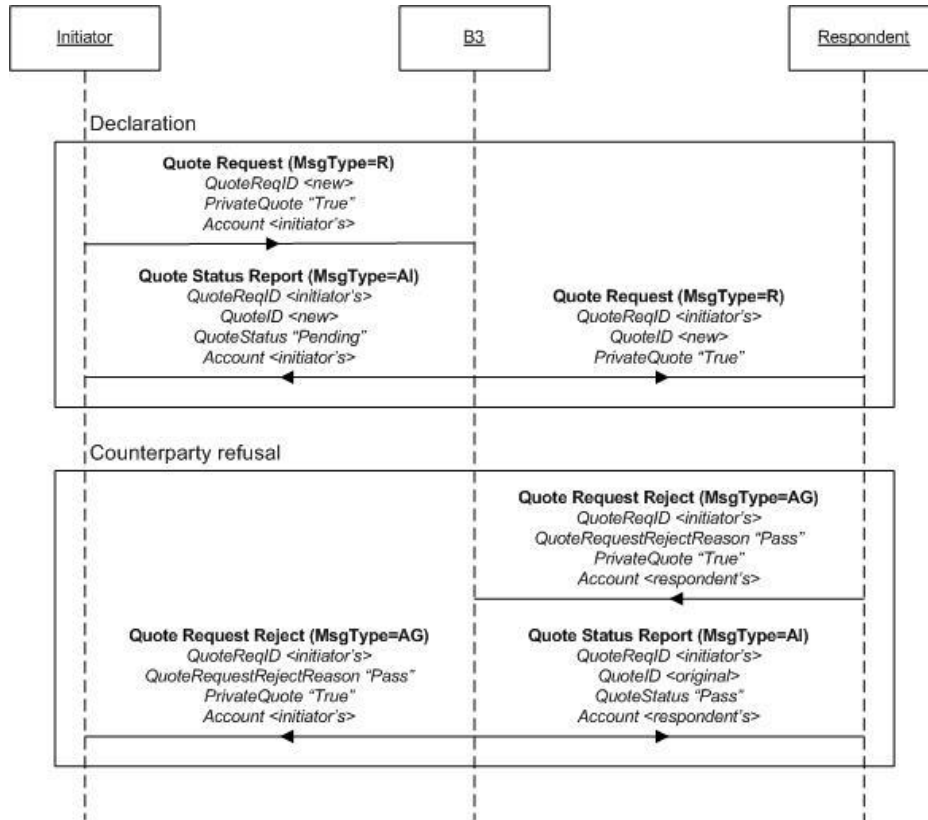 Initiator
B3
Respondent
Declaration
Quote Request (MsgType=R)
QuoteReqID <new>
PrivateQuote “True”
Account <initiator's>
Quote Status Report (MsgType=AI)
QuoteReqID <initiator's>
QuoteID <new>
QuoteStatus “Pending”
Account <initiator's>
Quote Request (MsgType=R)
QuoteReqID <initiator's>
QuoteID <new>
PrivateQuote “True”
Counterparty refusal
Quote Request Reject (MsgType=AG)
QuoteReqID <initiator's>
QuoteRequestRejectReason “Pass”
PrivateQuote “True”
Account <respondent's>
Quote Request Reject (MsgType=AG)
QuoteReqID <initiator's>
QuoteRequestRejectReason “Pass”
PrivateQuote “True”
Account <initiator's>
Quote Status Report (MsgType=AI)
QuoteReqID <initiator's>
QuoteID <original>
QuoteStatus “Pass”
Account <respondent's>